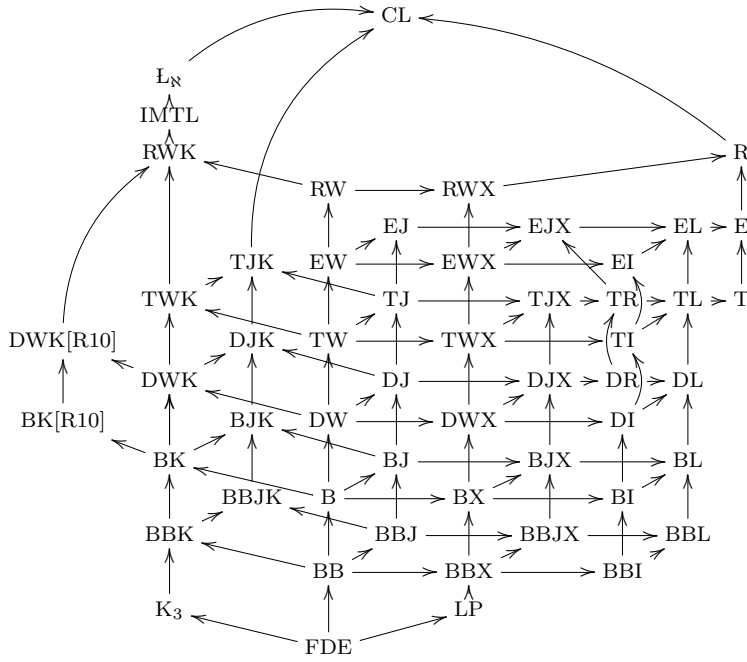 CL
Ł_ℵ
IMTL
RWK R
RW RWX
EJ EJX EL E
TJK EW EWX EI
TWK TJ TJX TR TL T
DWK[R10] DJK TW TWX TI
DWK DJ DJX DR DL
BK[R10] BJK DW DWX DI
BK BJ BJX BL
BBJK B BX BI
BBK BBJ BBJX BBL
BB BBX BBI
K₃ LP
FDE